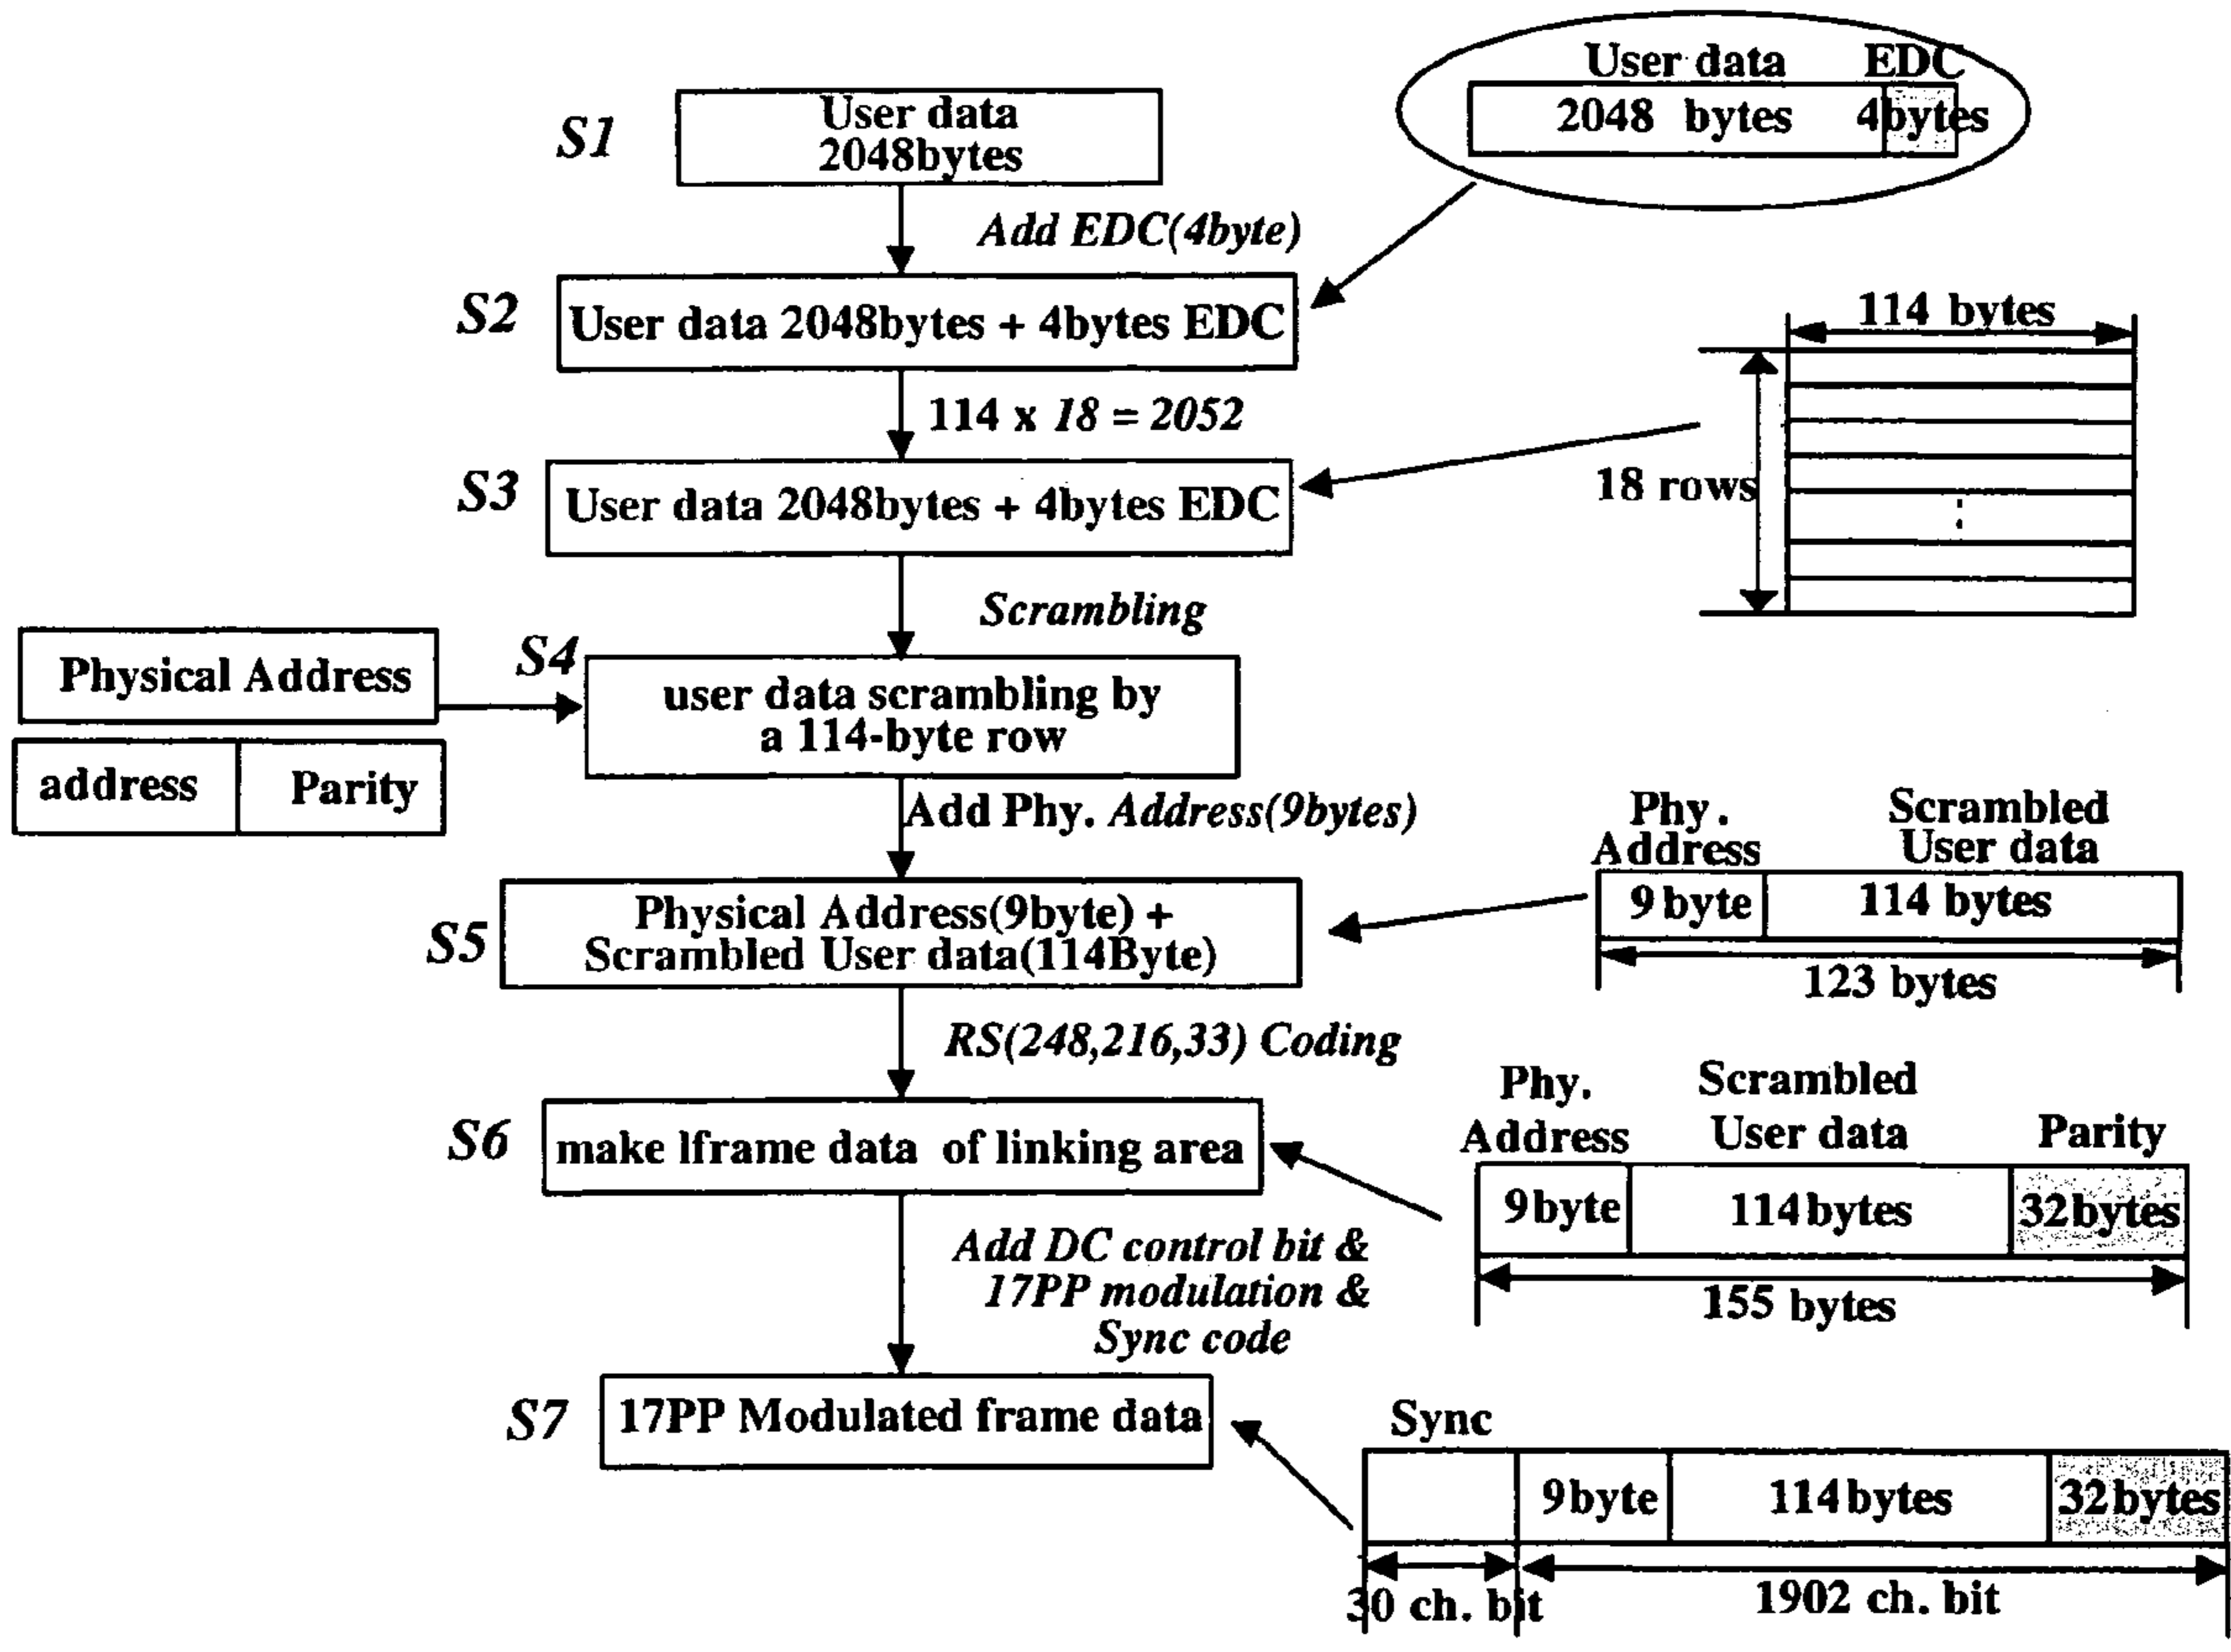 User data EDC
2048 bytes 4bytes
S1
User data
2048bytes
Add EDC(4byte)
S2
User data 2048bytes + 4bytes EDC
114 x 18 = 2052
114 bytes
18 rows
S3
User data 2048bytes + 4bytes EDC
Scrambling
Physical Address
address Parity
S4
user data scrambling by
a 114-byte row
Add Phy. Address(9bytes)
Phy. Scrambled
Address User data
9 byte 114 bytes
123 bytes
S5
Physical Address(9byte) +
Scrambled User data(114Byte)
RS(248,216,33) Coding
Phy. Scrambled
Address User data Parity
9byte 114bytes 32bytes
155 bytes
S6
make 1frame data of linking area
Add DC control bit &
17PP modulation &
Sync code
S7
17PP Modulated frame data
Sync
9byte 114bytes 32bytes
30 ch. bit 1902 ch. bit